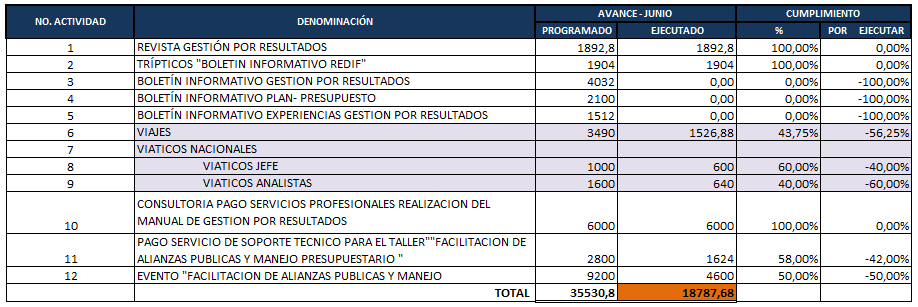 NO. ACTIVIDAD DENOMINACIÓN AVANCE - JUNIO CUMPLIMIENTO
PROGRAMADO EJECUTADO % POR EJECUTAR
1 REVISTA GESTIÓN POR RESULTADOS 1892,8 1892,8 100,00% 0,00%
2 TRÍPTICOS "BOLETIN INFORMATIVO REDIF" 1904 1904 100,00% 0,00%
3 BOLETÍN INFORMATIVO GESTION POR RESULTADOS 4032 0,00 0,00% -100,00%
4 BOLETÍN INFORMATIVO PLAN- PRESUPUESTO 2100 0,00 0,00% -100,00%
5 BOLETÍN INFORMATIVO EXPERIENCIAS GESTION POR RESULTADOS 1512 0,00 0,00% -100,00%
6 VIAJES 3490 1526,88 43,75% -56,25%
7 VIATICOS NACIONALES
8 VIATICOS JEFE 1000 600 60,00% -40,00%
9 VIATICOS ANALISTAS 1600 640 40,00% -60,00%
CONSULTORIA PAGO SERVICIOS PROFESIONALES REALIZACION DEL
10 MANUAL DE GESTION POR RESULTADOS 6000 6000 100,00% 0,00%
PAGO SERVICIO DE SOPORTE TECNICO PARA EL TALLER""FACILITACION DE
11 ALIANZAS PUBLICAS Y MANEJO PRESUPUESTARIO " 2800 1624 58,00% -42,00%
12 EVENTO "FACILITACION DE ALIANZAS PUBLICAS Y MANEJO 9200 4600 50,00% -50,00%
TOTAL 35530,8 18787,68